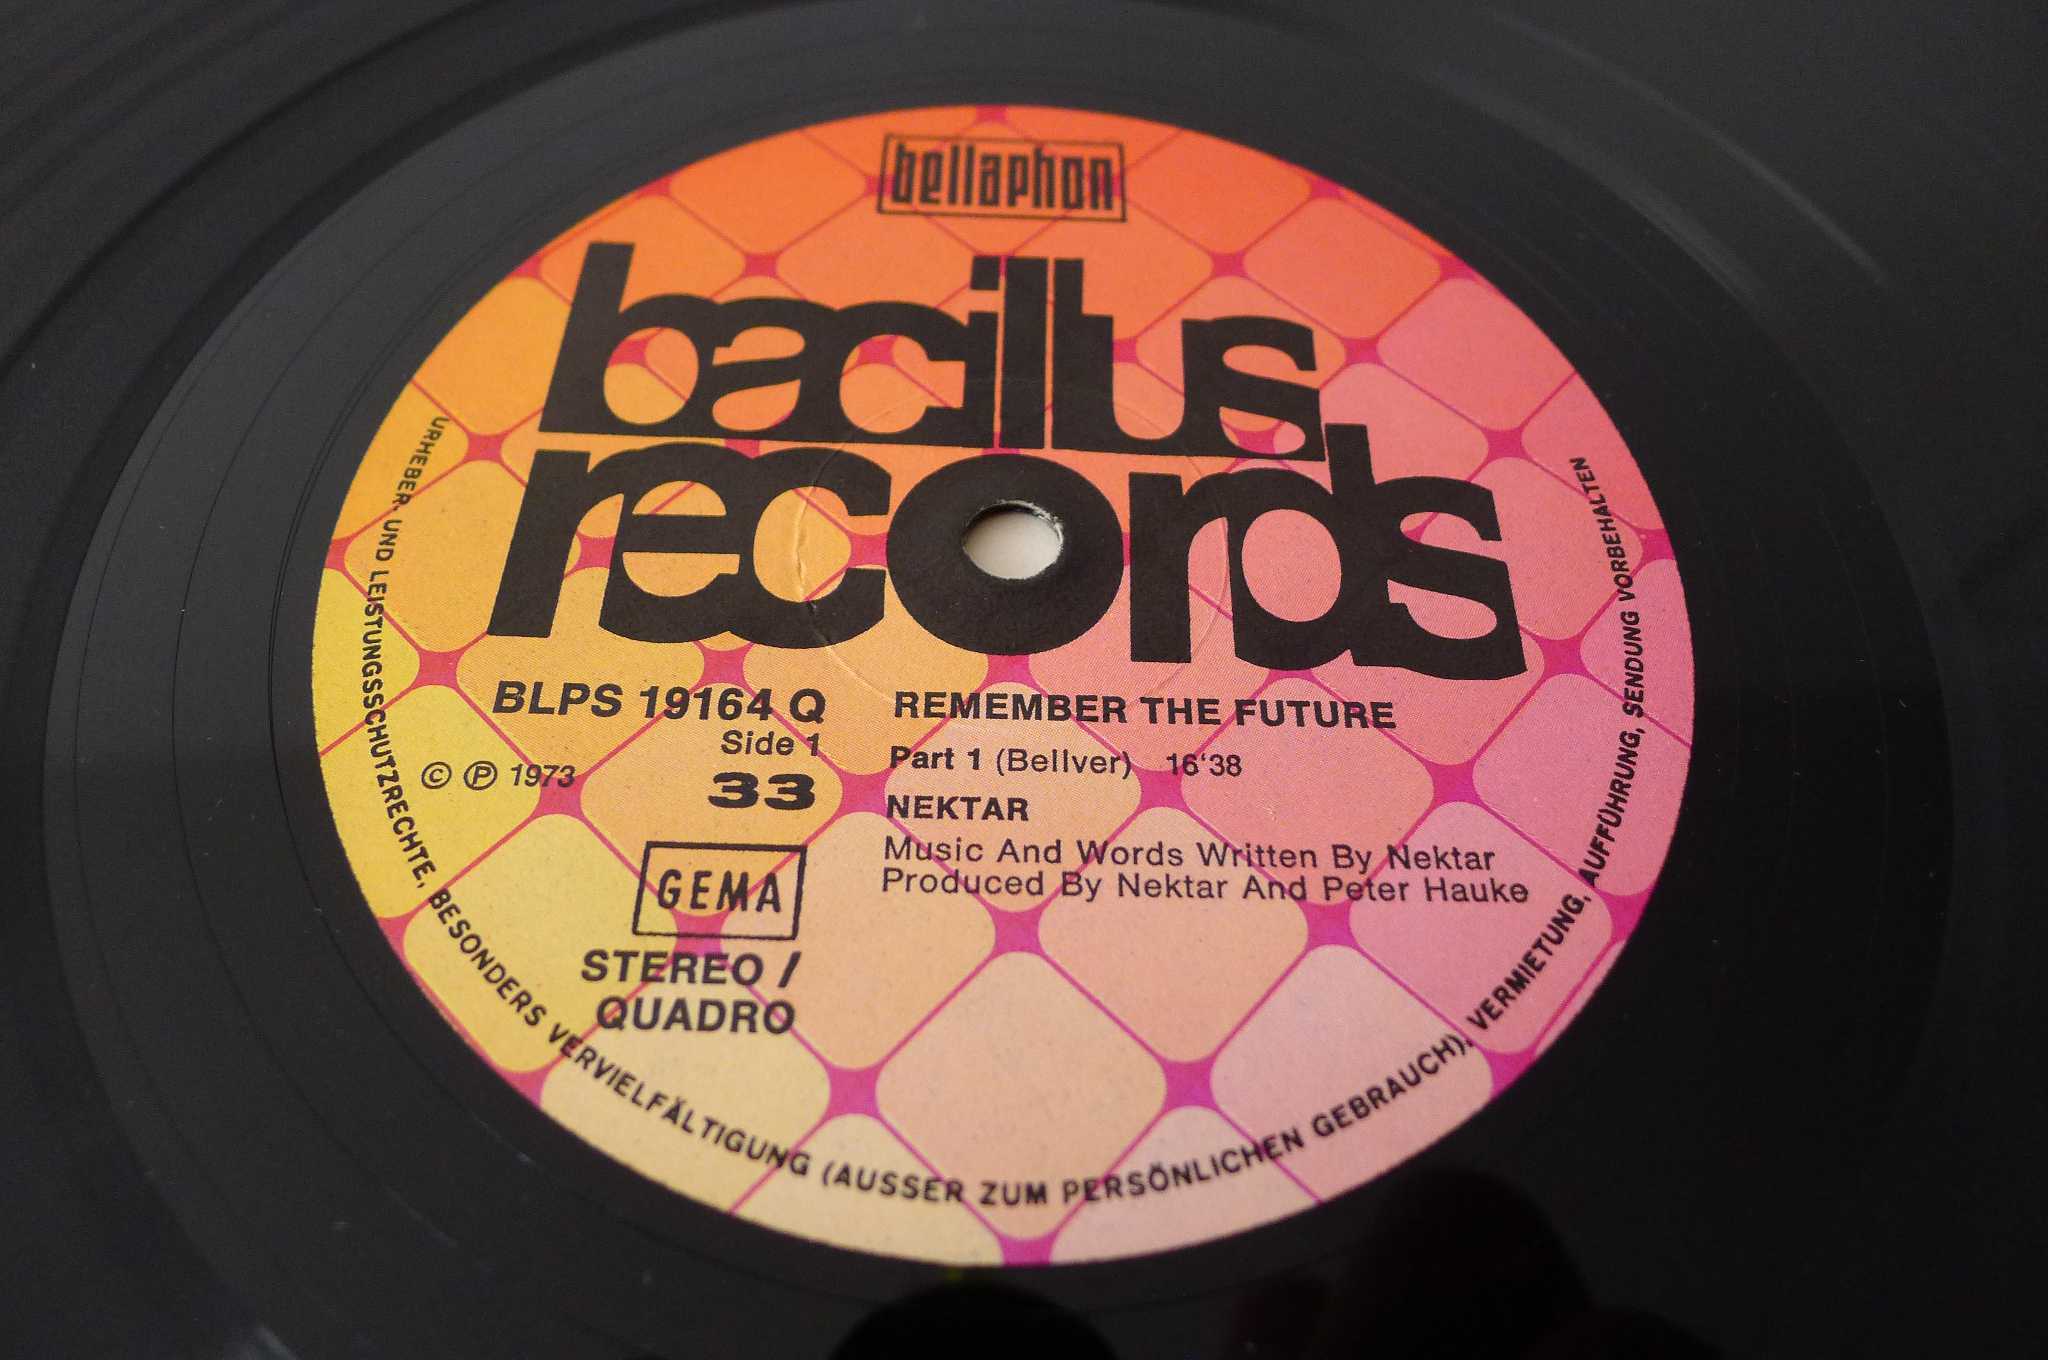 bellaphon
bacillus
records
BLPS 19164 Q
Side 1
℗ 1973
33
GEMA
STEREO /
QUADRO
REMEMBER THE FUTURE
Part 1 (Bellver) 16'38
NEKTAR
Music And Words Written By Nektar
Produced By Nektar And Peter Hauke
URHEBER- UND LEISTUNGSSCHUTZRECHTE, BESONDERS VERVIELFÄLTIGUNG (AUSSER ZUM PERSÖNLICHEN GEBRAUCH), VERMIETUNG, AUFFÜHRUNG, SENDUNG VORBEHALTEN